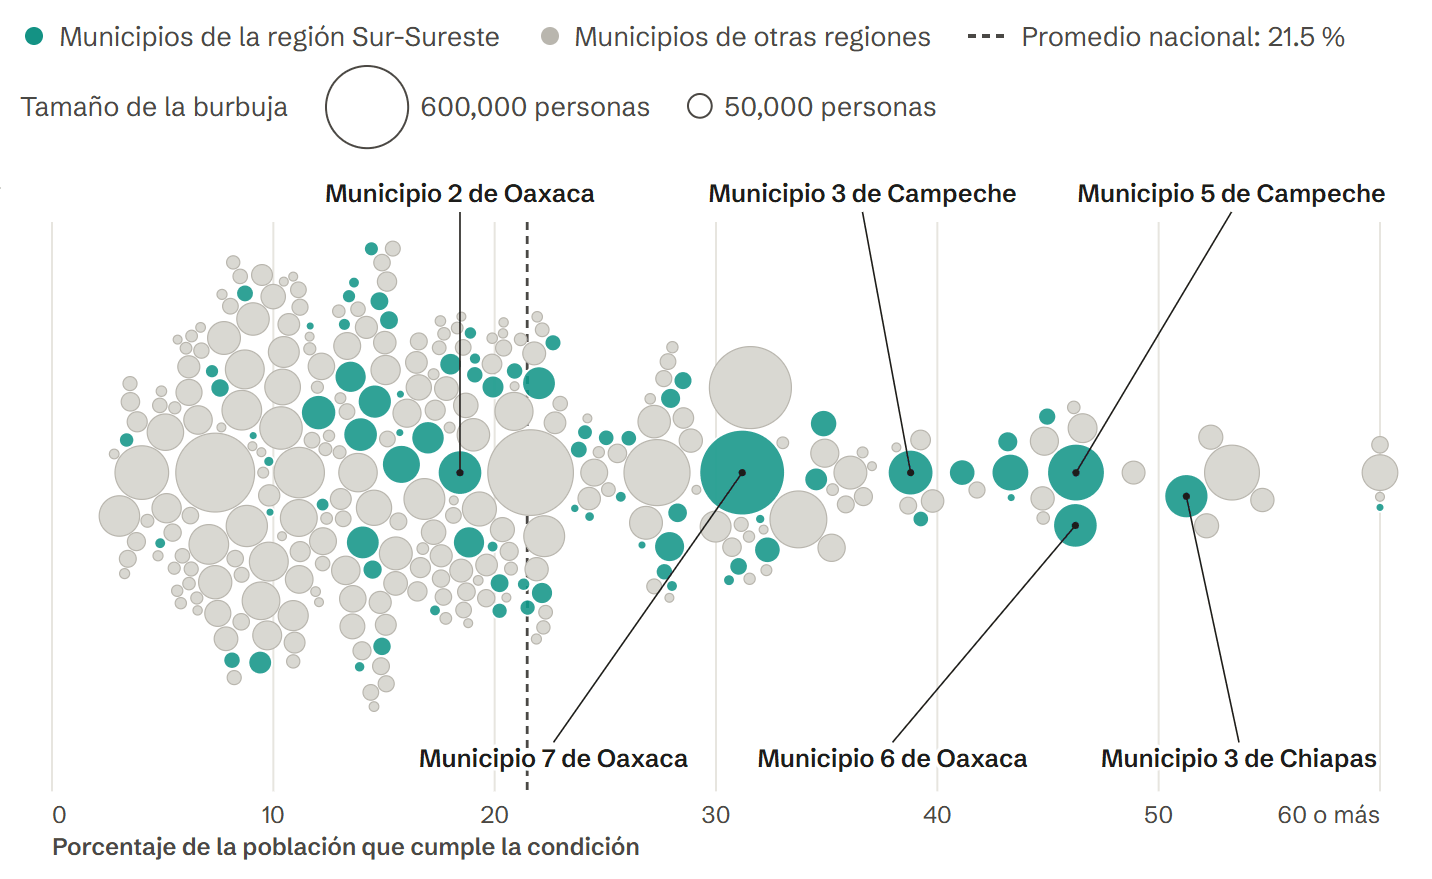 Municipios de la región Sur-Sureste
Municipios de otras regiones
Promedio nacional: 21.5 %
Tamaño de la burbuja
600,000 personas
50,000 personas
Municipio 2 de Oaxaca
Municipio 3 de Campeche
Municipio 5 de Campeche
Municipio 7 de Oaxaca
Municipio 6 de Oaxaca
Municipio 3 de Chiapas
0
10
20
30
40
50
60 o más
Porcentaje de la población que cumple la condición